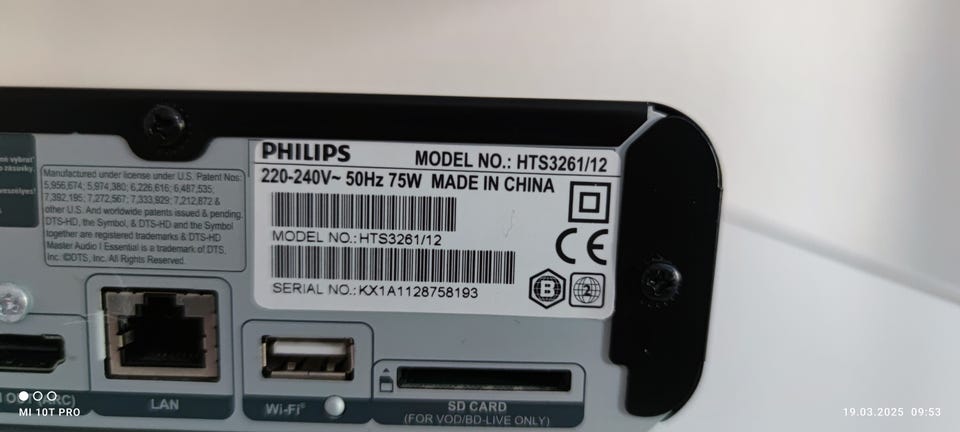 PHILIPS
MODEL NO.: HTS3261/12
220-240V~ 50Hz 75W MADE IN CHINA
MODEL NO.: HTS3261/12
SERIAL NO.: KX1A1128758193
CE
B
2
Manufactured under license under U.S. Patent Nos:
5,956,674; 5,974,380; 6,226,616; 6,487,535;
7,392,195; 7,272,567; 7,333,929; 7,212,872 &
other U.S. And worldwide patents issued & pending.
DTS-HD, the Symbol, & DTS-HD and the Symbol
together are registered trademarks & DTS-HD
Master Audio | Essential is a trademark of DTS,
Inc. ©DTS, Inc. All Rights Reserved.
(ARC)
LAN
Wi-Fi®
SD CARD
(FOR VOD/BD-LIVE ONLY)
MI 10T PRO
19.03.2025 09:53